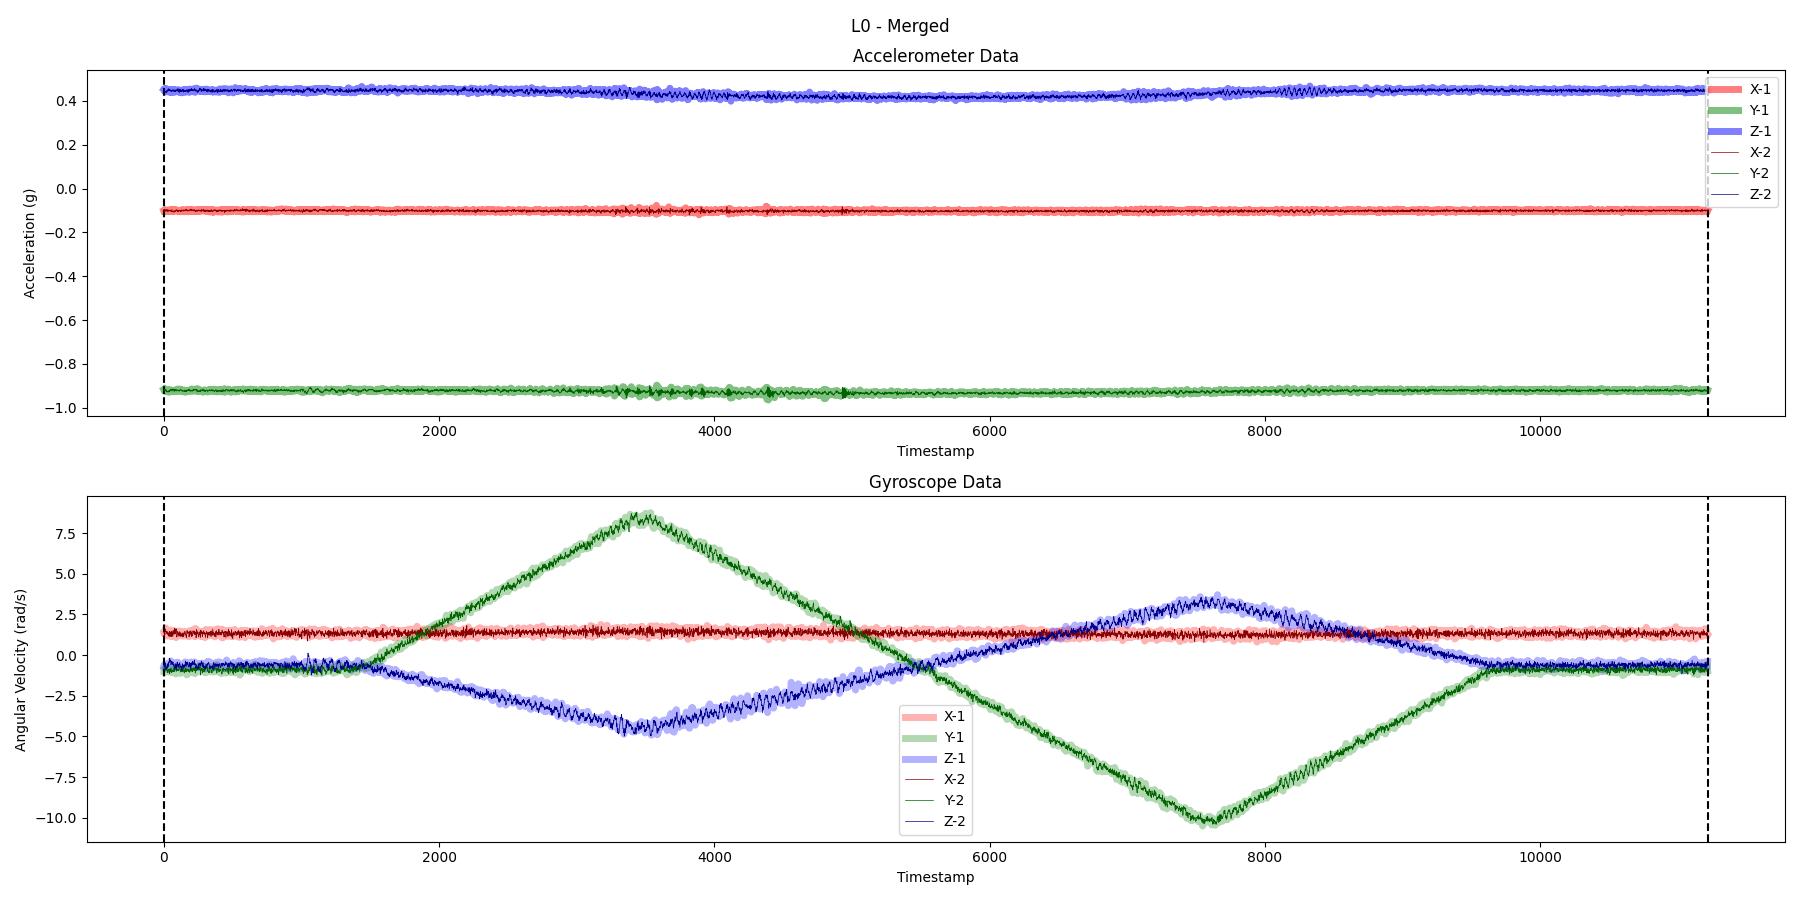 L0 - Merged
Accelerometer Data
Acceleration (g)
0.4
0.2
0.0
−0.2
−0.4
−0.6
−0.8
−1.0
X-1
Y-1
Z-1
X-2
Y-2
Z-2
0 2000 4000 6000 8000 10000
Timestamp
Gyroscope Data
Angular Velocity (rad/s)
7.5
5.0
2.5
0.0
−2.5
−5.0
−7.5
−10.0
X-1
Y-1
Z-1
X-2
Y-2
Z-2
0 2000 4000 6000 8000 10000
Timestamp